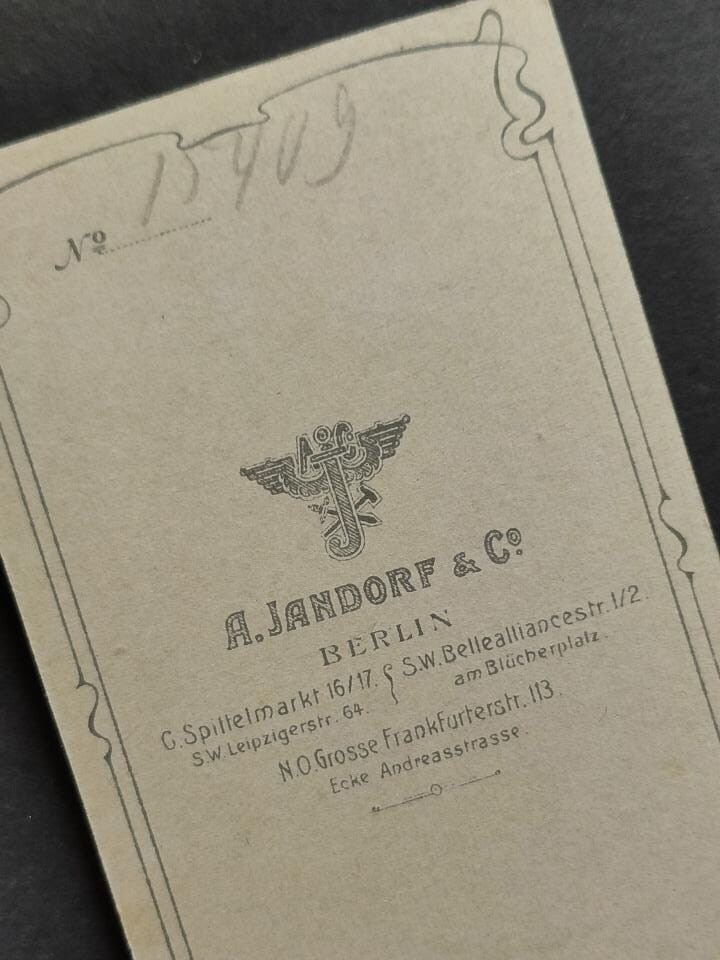 Nº 15409
A & Cº J
A. JANDORF & Cº
BERLIN
C. Spittelmarkt 16/17. S.W. Bellealliancestr. 1/2.
S.W. Leipzigerstr. 64. am Blücherplatz.
N.O. Grosse Frankfurterstr. 113.
Ecke Andreasstrasse.